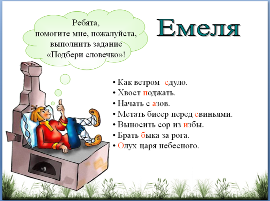 Ребята,
помогите мне, пожалуйста,
выполнить задание
«Подбери словечко»!
Емеля
• Как ветром сдуло.
• Хвост поджать.
• Начать с азов.
• Метать бисер перед свиньями.
• Выносить сор из избы.
• Брать быка за рога.
• Олух царя небесного.